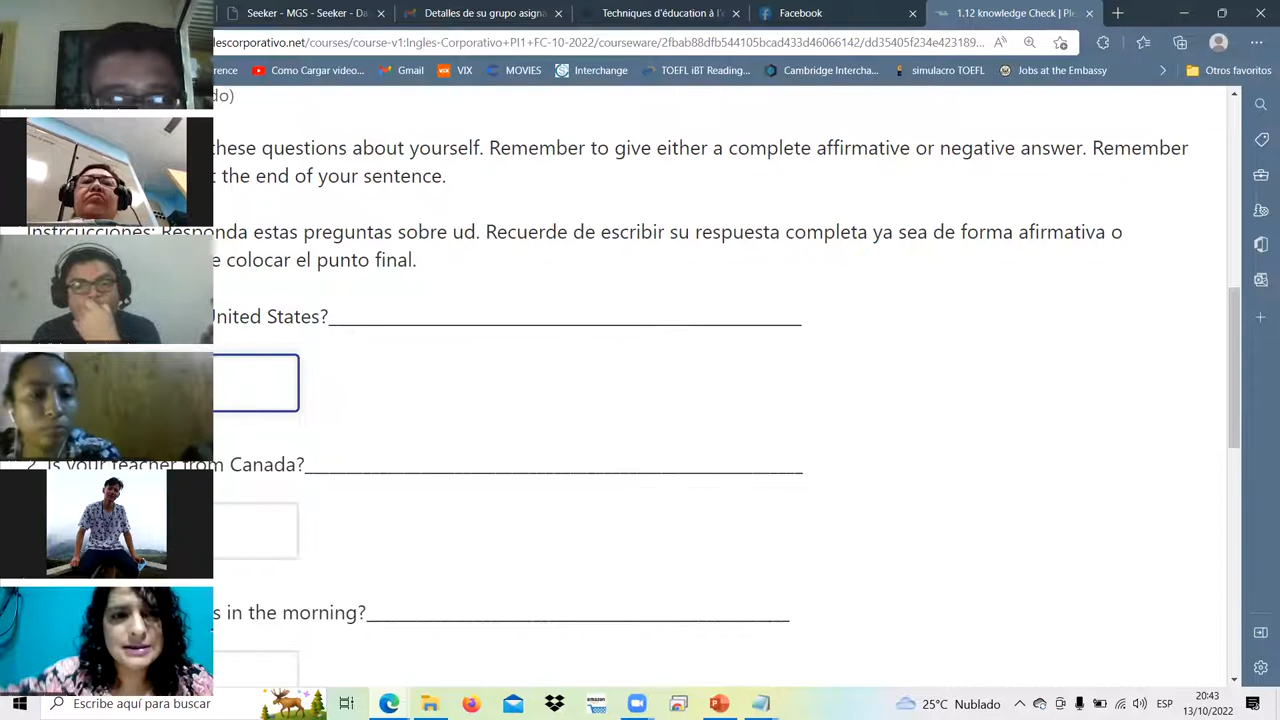 Seeker - MGS - Seeker - D
Detalles de su grupo asigna
Techniques d'éducation à l
Facebook
1.12 knowledge Check | Ple
lescorporativo.net/courses/course-v1:Ingles-Corporativo+PI1+FC-10-2022/courseware/2fbab88dfb544105bcad433d46066142/dd35405f234e423189...
rence
Como Cargar video...
Gmail
VIX
MOVIES
Interchange
TOEFL iBT Reading...
Cambridge Intercha...
simulacro TOEFL
Jobs at the Embassy
Otros favoritos
do)
these questions about yourself. Remember to give either a complete affirmative or negative answer. Remember
t the end of your sentence.
Instrcucciones: Responda estas preguntas sobre ud. Recuerde de escribir su respuesta completa ya sea de forma afirmativa o
e colocar el punto final.
United States?
2. Is your teacher from Canada?
s in the morning?
Escribe aquí para buscar
25°C Nublado
ESP
20:43
13/10/2022